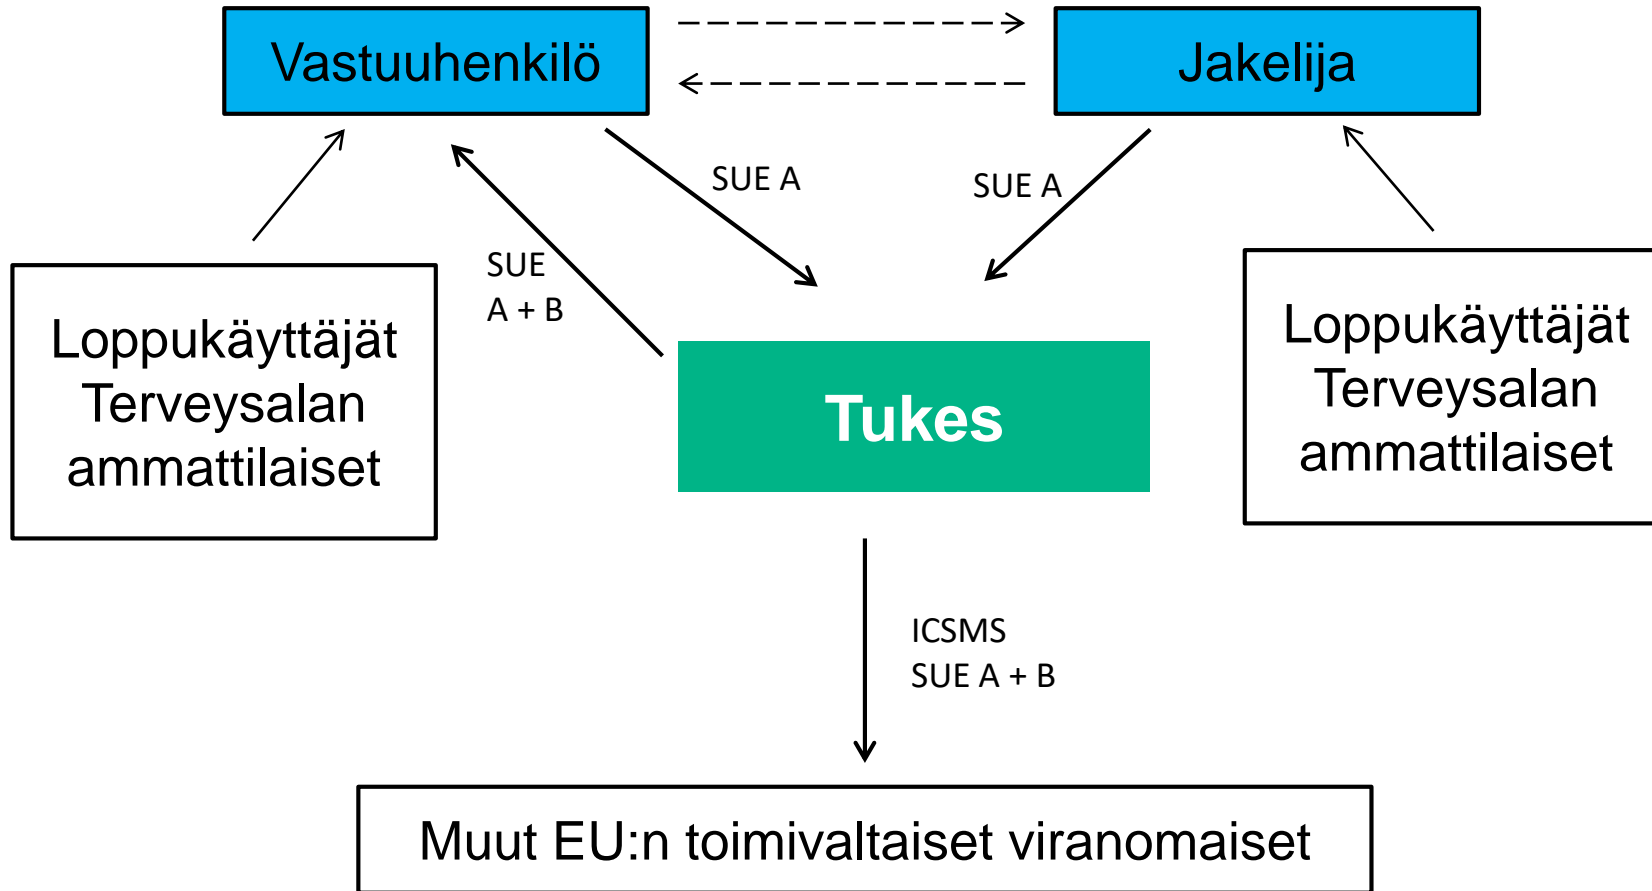 Vastuuhenkilö
Jakelija
SUE A
SUE A
SUE
A + B
Loppukäyttäjät
Terveysalan
ammattilaiset
Tukes
Loppukäyttäjät
Terveysalan
ammattilaiset
ICSMS
SUE A + B
Muut EU:n toimivaltaiset viranomaiset